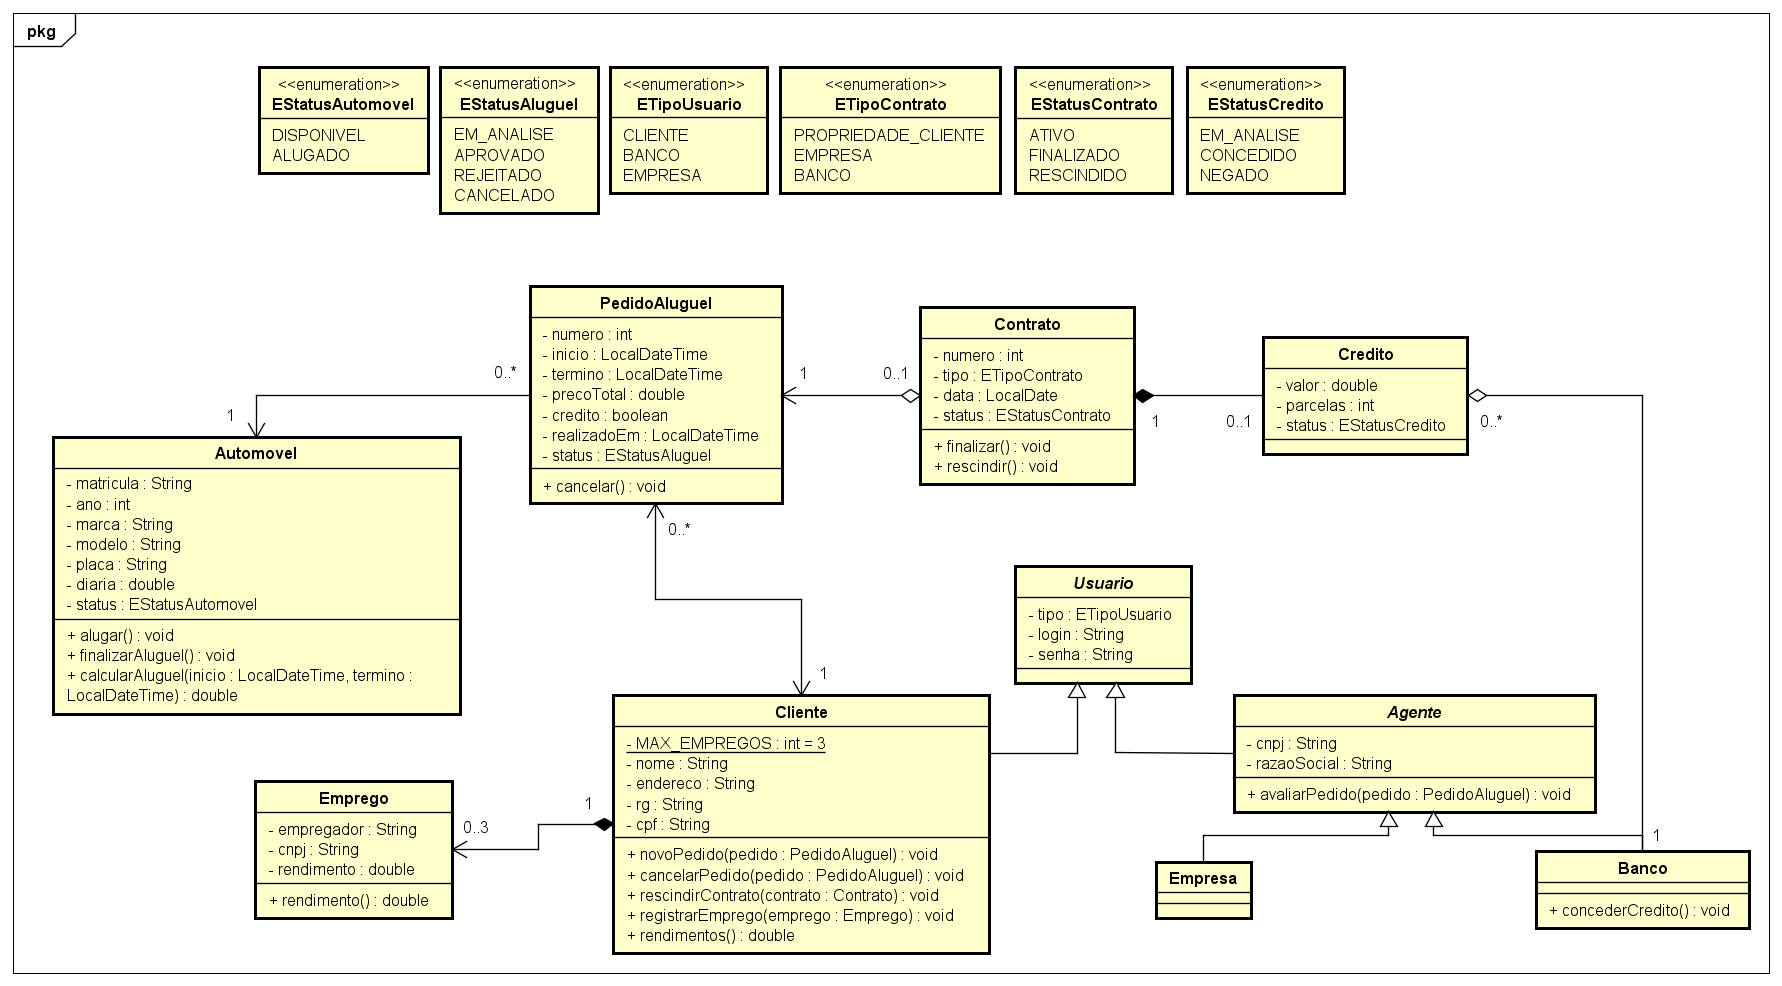 pkg
<<enumeration>>
EStatusAutomovel
DISPONIVEL
ALUGADO
<<enumeration>>
EStatusAluguel
EM_ANALISE
APROVADO
REJEITADO
CANCELADO
<<enumeration>>
ETipoUsuario
CLIENTE
BANCO
EMPRESA
<<enumeration>>
ETipoContrato
PROPRIEDADE_CLIENTE
EMPRESA
BANCO
<<enumeration>>
EStatusContrato
ATIVO
FINALIZADO
RESCINDIDO
<<enumeration>>
EStatusCredito
EM_ANALISE
CONCEDIDO
NEGADO
PedidoAluguel
- numero : int
- inicio : LocalDateTime
- termino : LocalDateTime
- precoTotal : double
- credito : boolean
- realizadoEm : LocalDateTime
- status : EStatusAluguel
+ cancelar() : void
0..*
1
1
0..1
Contrato
- numero : int
- tipo : ETipoContrato
- data : LocalDate
- status : EStatusContrato
+ finalizar() : void
+ rescindir() : void
1
0..1
Credito
- valor : double
- parcelas : int
- status : EStatusCredito
0..*
Automovel
- matricula : String
- ano : int
- marca : String
- modelo : String
- placa : String
- diaria : double
- status : EStatusAutomovel
+ alugar() : void
+ finalizarAluguel() : void
+ calcularAluguel(inicio : LocalDateTime, termino :
LocalDateTime) : double
0..*
1
Usuario
- tipo : ETipoUsuario
- login : String
- senha : String
Cliente
- MAX_EMPREGOS : int = 3
- nome : String
- endereco : String
- rg : String
- cpf : String
+ novoPedido(pedido : PedidoAluguel) : void
+ cancelarPedido(pedido : PedidoAluguel) : void
+ rescindirContrato(contrato : Contrato) : void
+ registrarEmprego(emprego : Emprego) : void
+ rendimentos() : double
Agente
- cnpj : String
- razaoSocial : String
+ avaliarPedido(pedido : PedidoAluguel) : void
1
0..3
Emprego
- empregador : String
- cnpj : String
- rendimento : double
+ rendimento() : double
Empresa
1
Banco
+ concederCredito() : void